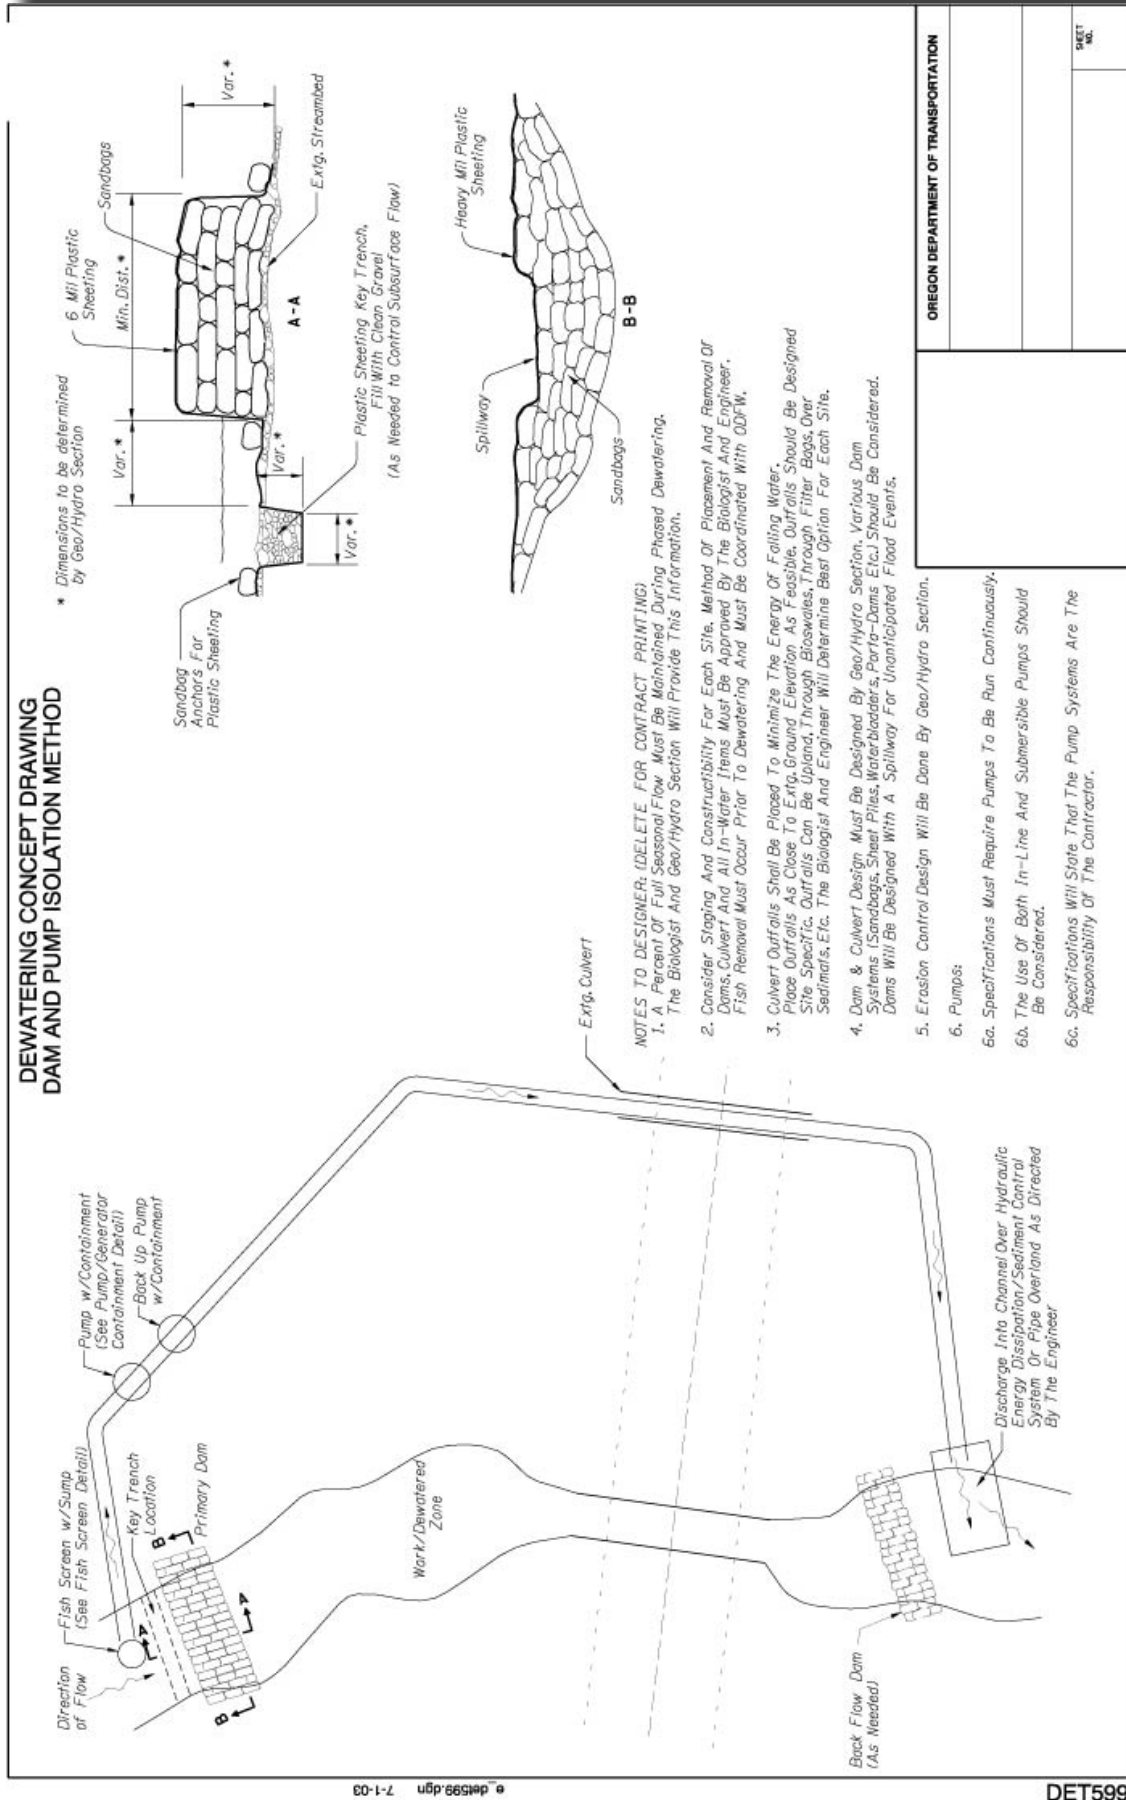 DEWATERING CONCEPT DRAWING
DAM AND PUMP ISOLATION METHOD
Direction
of Flow
Fish Screen w/Sump
(See Fish Screen Detail)
Key Trench
Location
Primary Dam
A
A
B
B
Pump w/Containment
(See Pump/Generator
Containment Detail)
Back Up Pump
w/Containment
Work/Dewatered
Zone
Extg. Culvert
Back Flow Dam
(As Needed)
Discharge Into Channel Over Hydraulic
Energy Dissipation/Sediment Control
System Or Pipe Overland As Directed
By The Engineer
* Dimensions to be determined
by Geo/Hydro Section
Sandbag
Anchors For
Plastic Sheeting
6 Mil Plastic
Sheeting
Sandbags
Var. *
Min. Dist. *
Var. *
Var. *
Var. *
Extg. Streambed
A-A
Plastic Sheeting Key Trench,
Fill With Clean Gravel
(As Needed to Control Subsurface Flow)
Spillway
Heavy Mil Plastic
Sheeting
Sandbags
B-B
NOTES TO DESIGNER: (DELETE FOR CONTRACT PRINTING)
1. A Percent Of Full Seasonal Flow Must Be Maintained During Phased Dewatering.
The Biologist And Geo/Hydro Section Will Provide This Information.
2. Consider Staging And Constructibility For Each Site. Method Of Placement And Removal Of
Dams, Culvert And All In-Water Items Must Be Approved By The Biologist And Engineer.
Fish Removal Must Occur Prior To Dewatering And Must Be Coordinated With ODFW.
3. Culvert Outfalls Shall Be Placed To Minimize The Energy Of Falling Water.
Place Outfalls As Close To Extg. Ground Elevation As Feasible. Outfalls Should Be Designed
Site Specific. Outfalls Can Be Upland, Through Bioswales, Through Filter Bags, Over
Sedimats, Etc. The Biologist And Engineer Will Determine Best Option For Each Site.
4. Dam & Culvert Design Must Be Designed By Geo/Hydro Section. Various Dam
Systems (Sandbags, Sheet Piles, Waterbladders, Porta-Dams Etc.) Should Be Considered.
Dams Will Be Designed With A Spillway For Unanticipated Flood Events.
5. Erosion Control Design Will Be Done By Geo/Hydro Section.
6. Pumps:
6a. Specifications Must Require Pumps To Be Run Continuously.
6b. The Use Of Both In-Line And Submersible Pumps Should
Be Considered.
6c. Specifications Will State That The Pump Systems Are The
Responsibility Of The Contractor.
OREGON DEPARTMENT OF TRANSPORTATION
SHEET
NO.
e_det599.dgn 7-1-03
DET599